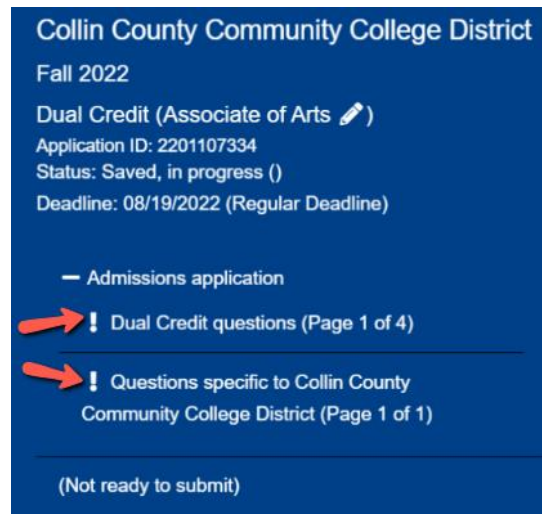 Collin County Community College District
Fall 2022
Dual Credit (Associate of Arts )
Application ID: 2201107334
Status: Saved, in progress ()
Deadline: 08/19/2022 (Regular Deadline)
– Admissions application
! Dual Credit questions (Page 1 of 4)
! Questions specific to Collin County
Community College District (Page 1 of 1)
(Not ready to submit)